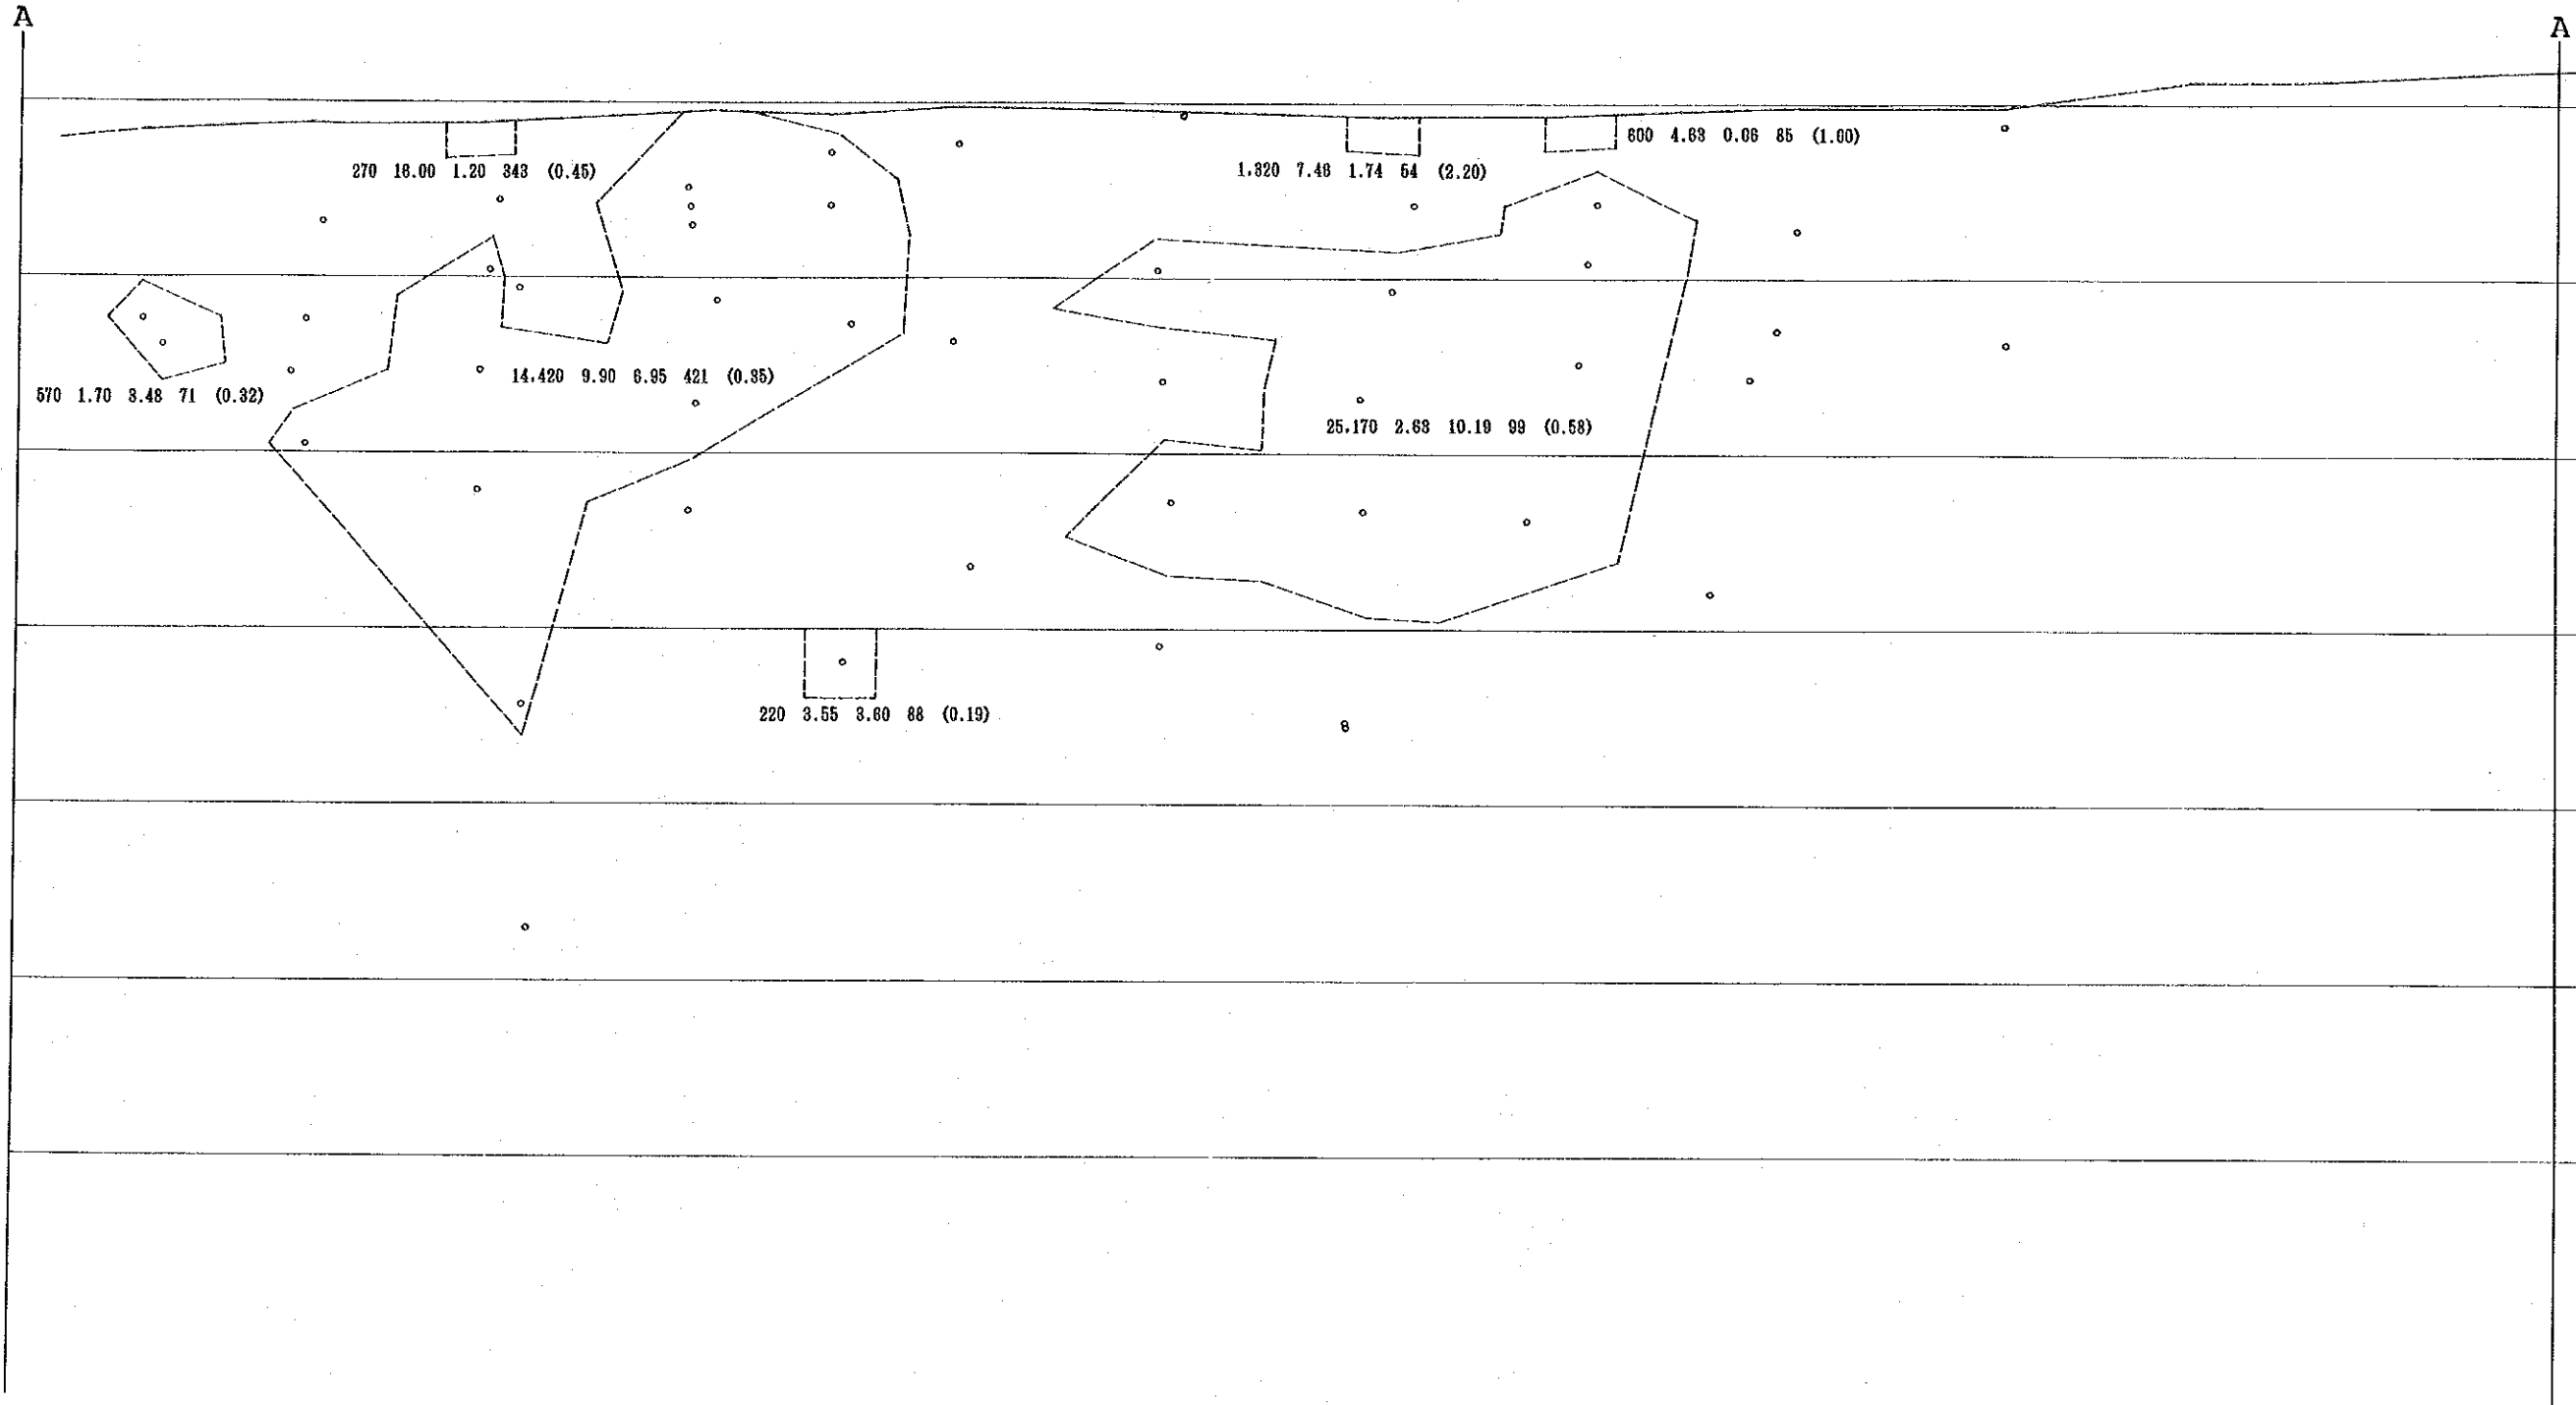 A
A
600 4.63 0.06 85 (1.00)
270 18.00 1.20 343 (0.45)
1.320 7.46 1.74 54 (2.20)
14.420 9.90 6.95 421 (0.35)
570 1.70 3.48 71 (0.32)
25.170 2.63 10.19 99 (0.58)
220 3.55 3.60 88 (0.19)